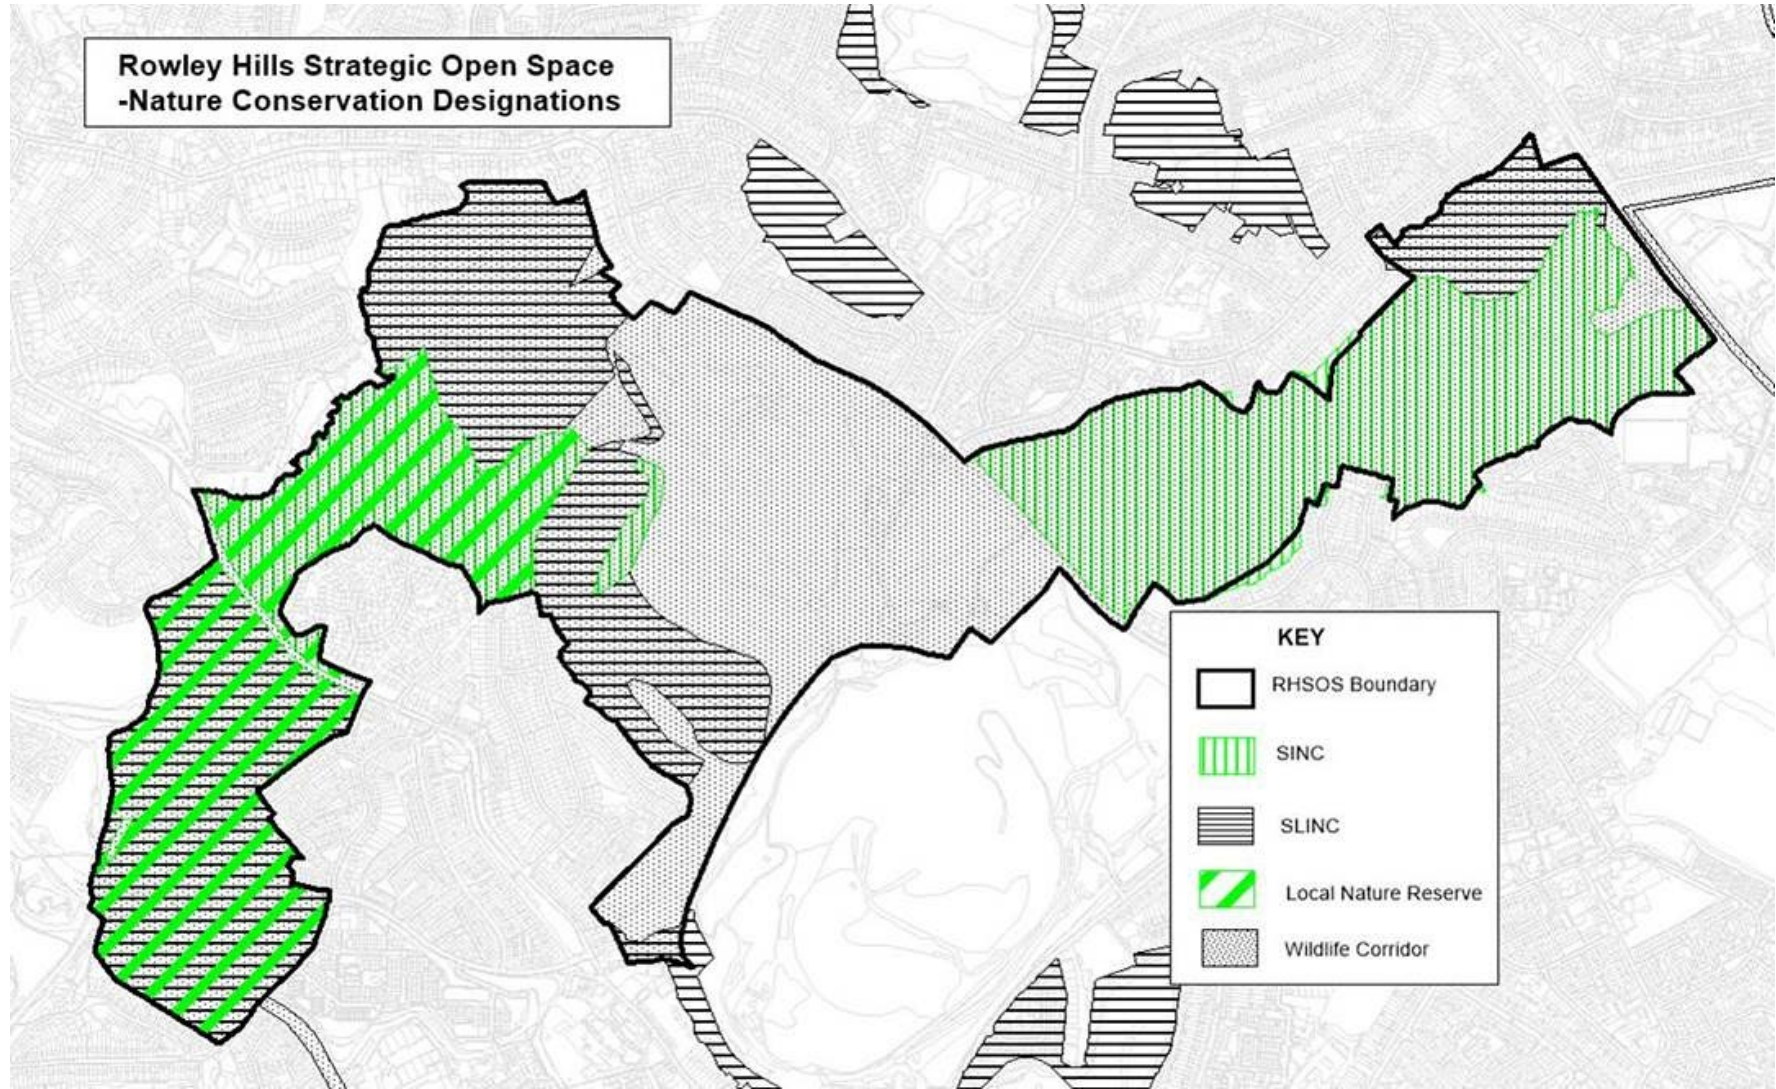 Rowley Hills Strategic Open Space
-Nature Conservation Designations
KEY
RHSOS Boundary
SINC
SLINC
Local Nature Reserve
Wildlife Corridor